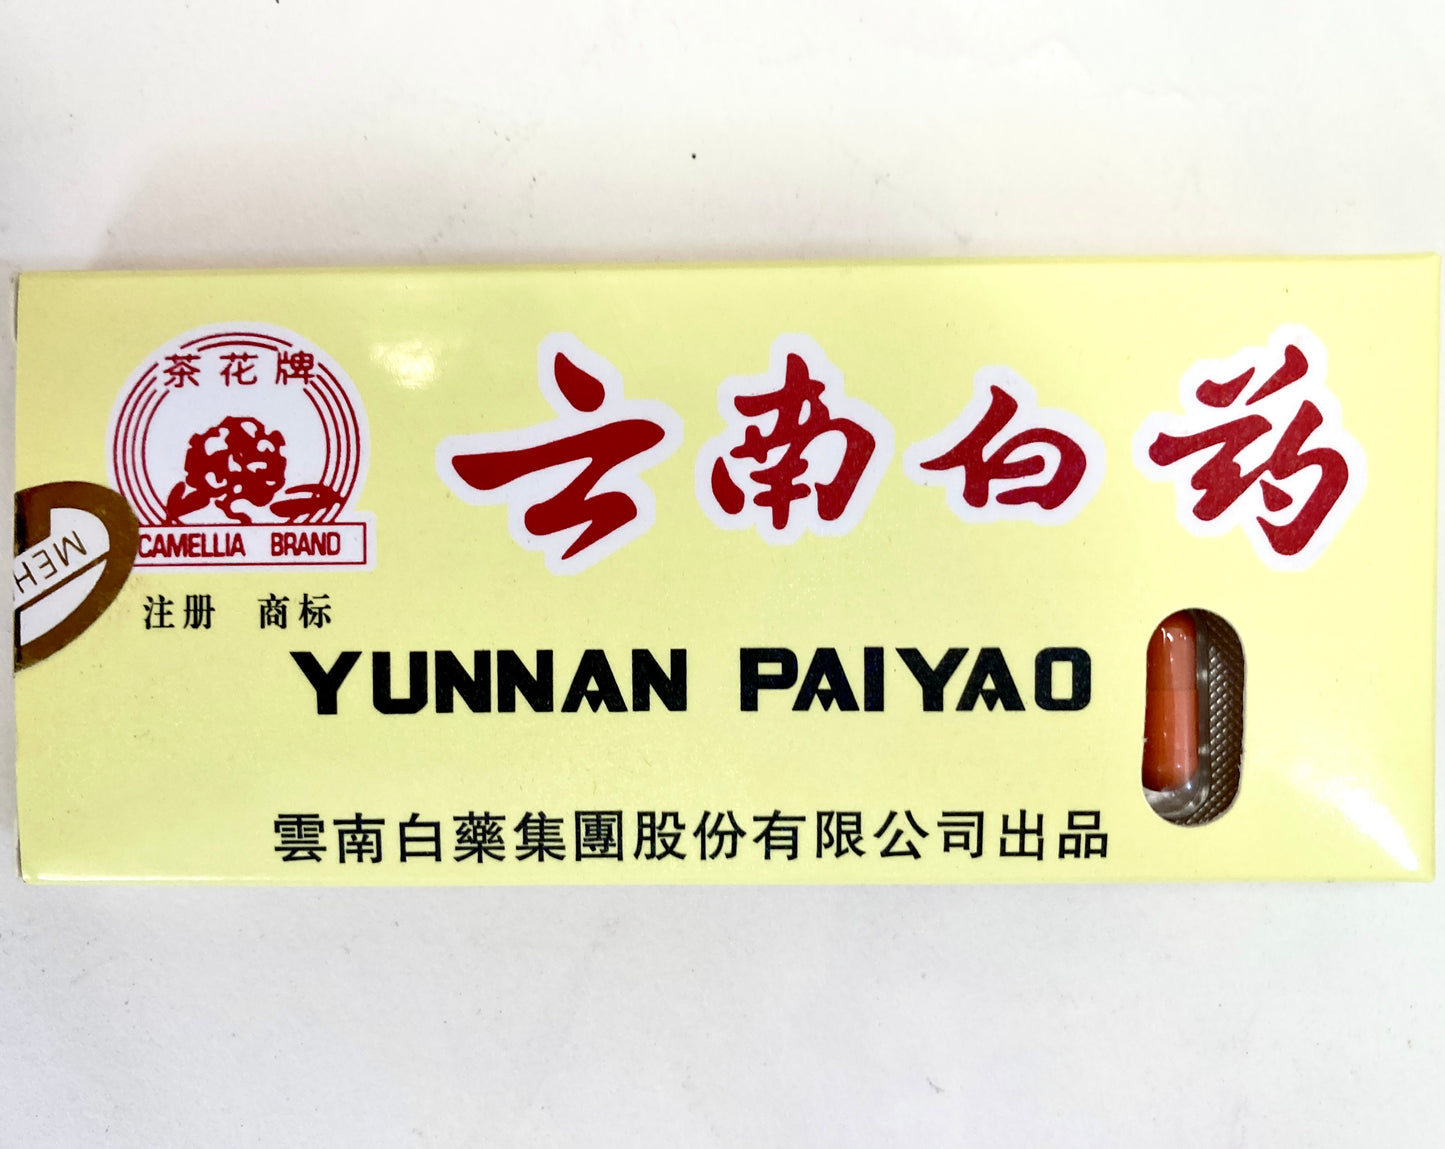 茶花牌
CAMELLIA BRAND
云南白药
MEH
注册 商标
YUNNAN PAIYAO
雲南白藥集團股份有限公司出品